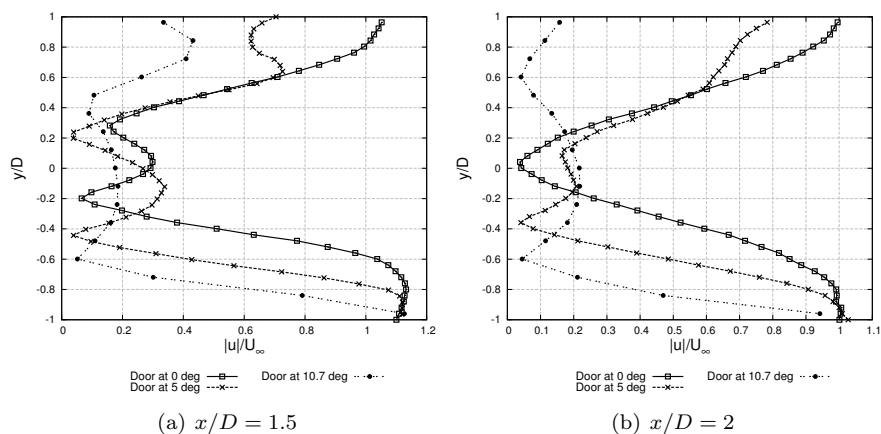 1
0.8
0.6
0.4
0.2
0
-0.2
-0.4
-0.6
-0.8
-1
y/D
0 0.2 0.4 0.6 0.8 1 1.2
|u|/U∞
Door at 0 deg
Door at 5 deg
Door at 10.7 deg
(a) x/D = 1.5
1
0.8
0.6
0.4
0.2
0
-0.2
-0.4
-0.6
-0.8
-1
y/D
0 0.1 0.2 0.3 0.4 0.5 0.6 0.7 0.8 0.9 1 1.1
|u|/U∞
Door at 0 deg
Door at 5 deg
Door at 10.7 deg
(b) x/D = 2